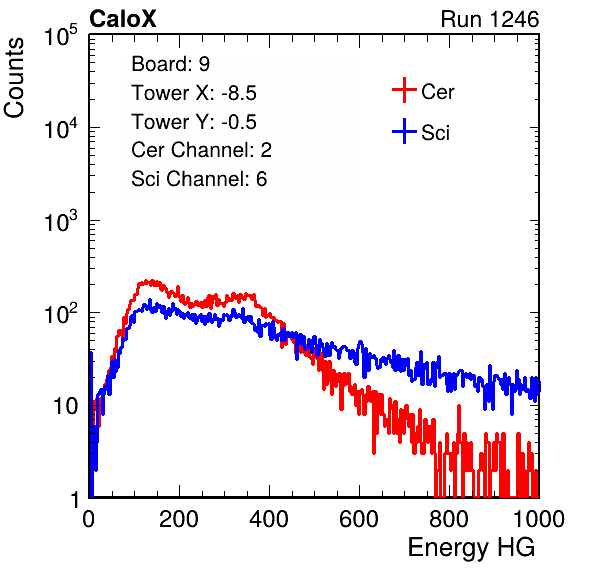 CaloX Run 1246
Counts
10^5
10^4
10^3
10^2
10
1
Board: 9
Tower X: -8.5
Tower Y: -0.5
Cer Channel: 2
Sci Channel: 6
Cer
Sci
0 200 400 600 800 1000
Energy HG